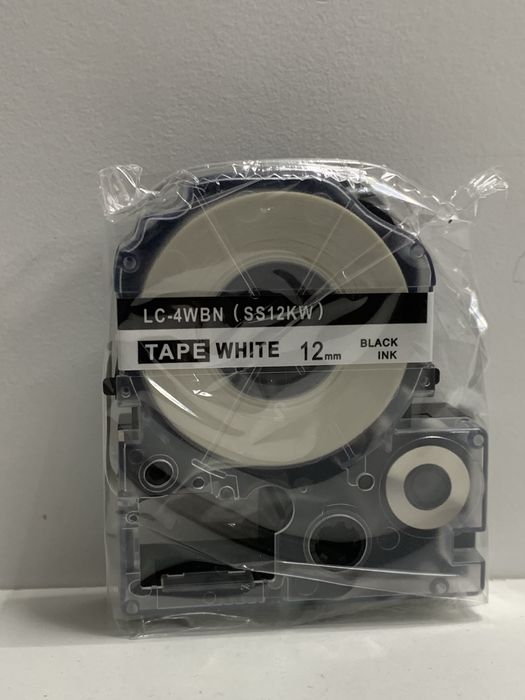 LC-4WBN (SS12KW)
TAPE WHITE 12mm BLACK INK